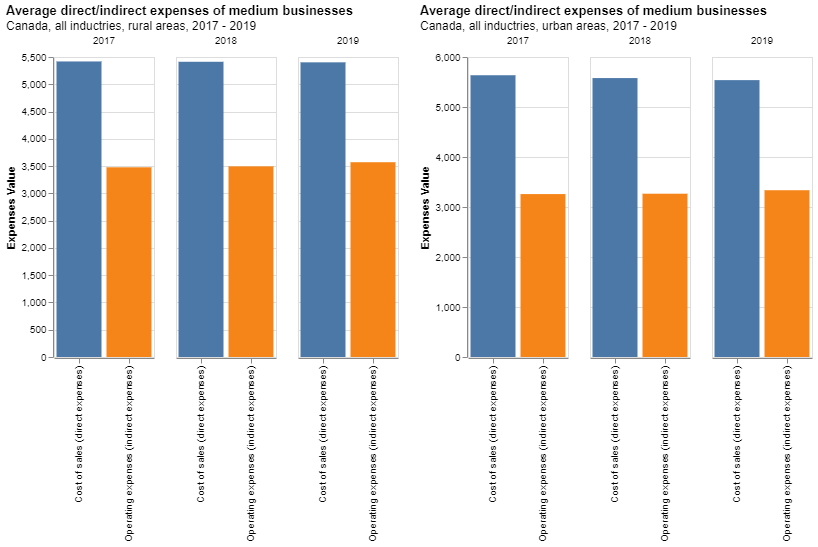 Average direct/indirect expenses of medium businesses
Canada, all inductries, rural areas, 2017 - 2019
2017
2018
2019
5,500
5,000
4,500
4,000
3,500
3,000
2,500
2,000
1,500
1,000
500
0
Expenses Value
Cost of sales (direct expenses)
Operating expenses (indirect expenses)
Cost of sales (direct expenses)
Operating expenses (indirect expenses)
Cost of sales (direct expenses)
Operating expenses (indirect expenses)
Average direct/indirect expenses of medium businesses
Canada, all inductries, urban areas, 2017 - 2019
2017
2018
2019
6,000
5,000
4,000
3,000
2,000
1,000
0
Expenses Value
Cost of sales (direct expenses)
Operating expenses (indirect expenses)
Cost of sales (direct expenses)
Operating expenses (indirect expenses)
Cost of sales (direct expenses)
Operating expenses (indirect expenses)